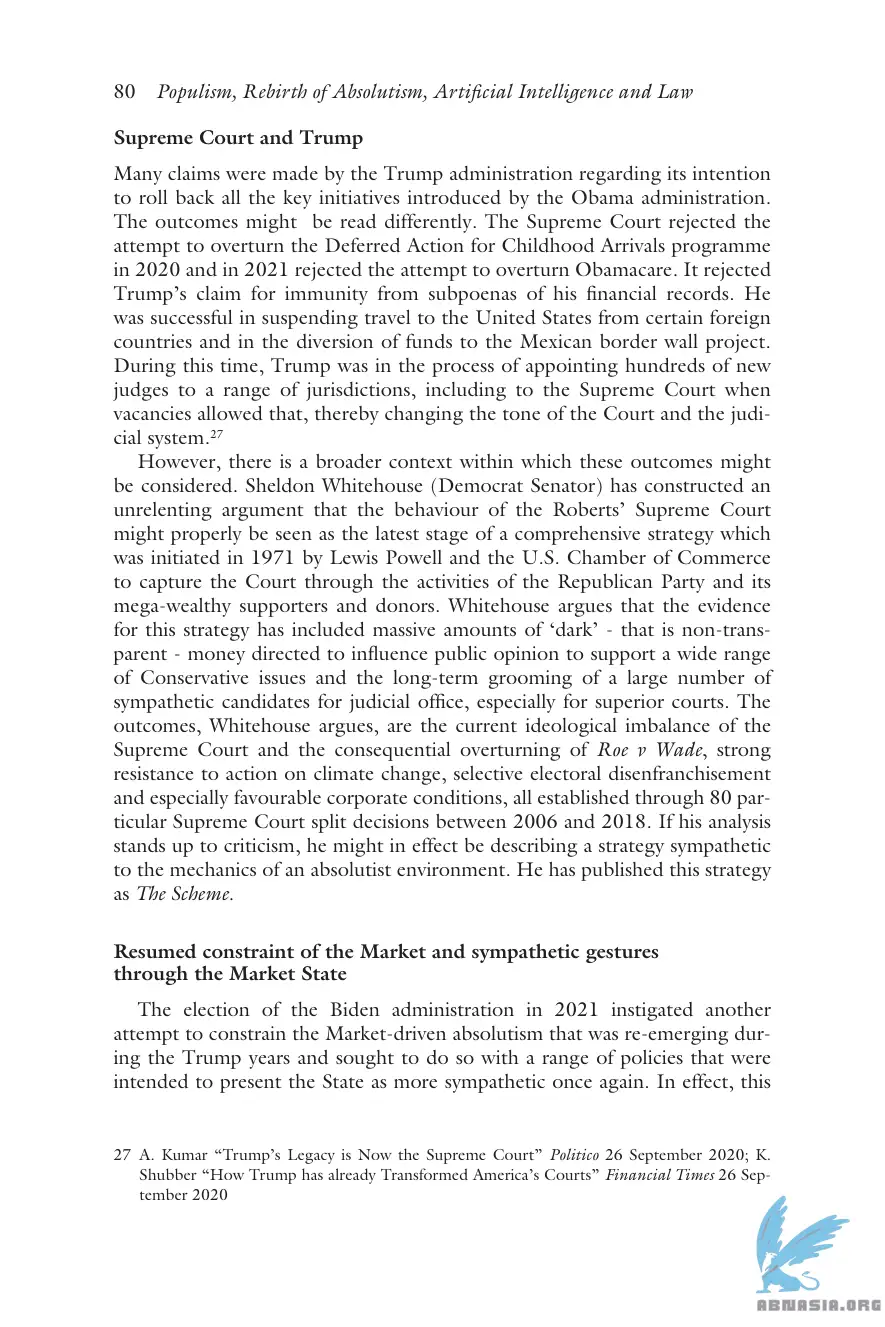 80 Populism, Rebirth of Absolutism, Artificial Intelligence and Law
Supreme Court and Trump
Many claims were made by the Trump administration regarding its intention
to roll back all the key initiatives introduced by the Obama administration.
The outcomes might be read differently. The Supreme Court rejected the
attempt to overturn the Deferred Action for Childhood Arrivals programme
in 2020 and in 2021 rejected the attempt to overturn Obamacare. It rejected
Trump's claim for immunity from subpoenas of his financial records. He
was successful in suspending travel to the United States from certain foreign
countries and in the diversion of funds to the Mexican border wall project.
During this time, Trump was in the process of appointing hundreds of new
judges to a range of jurisdictions, including to the Supreme Court when
vacancies allowed that, thereby changing the tone of the Court and the judi-
cial system.27
However, there is a broader context within which these outcomes might
be considered. Sheldon Whitehouse (Democrat Senator) has constructed an
unrelenting argument that the behaviour of the Roberts' Supreme Court
might properly be seen as the latest stage of a comprehensive strategy which
was initiated in 1971 by Lewis Powell and the U.S. Chamber of Commerce
to capture the Court through the activities of the Republican Party and its
mega-wealthy supporters and donors. Whitehouse argues that the evidence
for this strategy has included massive amounts of 'dark' - that is non-trans-
parent - money directed to influence public opinion to support a wide range
of Conservative issues and the long-term grooming of a large number of
sympathetic candidates for judicial office, especially for superior courts. The
outcomes, Whitehouse argues, are the current ideological imbalance of the
Supreme Court and the consequential overturning of Roe v Wade, strong
resistance to action on climate change, selective electoral disenfranchisement
and especially favourable corporate conditions, all established through 80 par-
ticular Supreme Court split decisions between 2006 and 2018. If his analysis
stands up to criticism, he might in effect be describing a strategy sympathetic
to the mechanics of an absolutist environment. He has published this strategy
as The Scheme.
Resumed constraint of the Market and sympathetic gestures
through the Market State
The election of the Biden administration in 2021 instigated another
attempt to constrain the Market-driven absolutism that was re-emerging dur-
ing the Trump years and sought to do so with a range of policies that were
intended to present the State as more sympathetic once again. In effect, this
27 A. Kumar "Trump's Legacy is Now the Supreme Court" Politico 26 September 2020; K.
Shubber "How Trump has already Transformed America's Courts" Financial Times 26 Sep-
tember 2020
ABNASIA.ORG